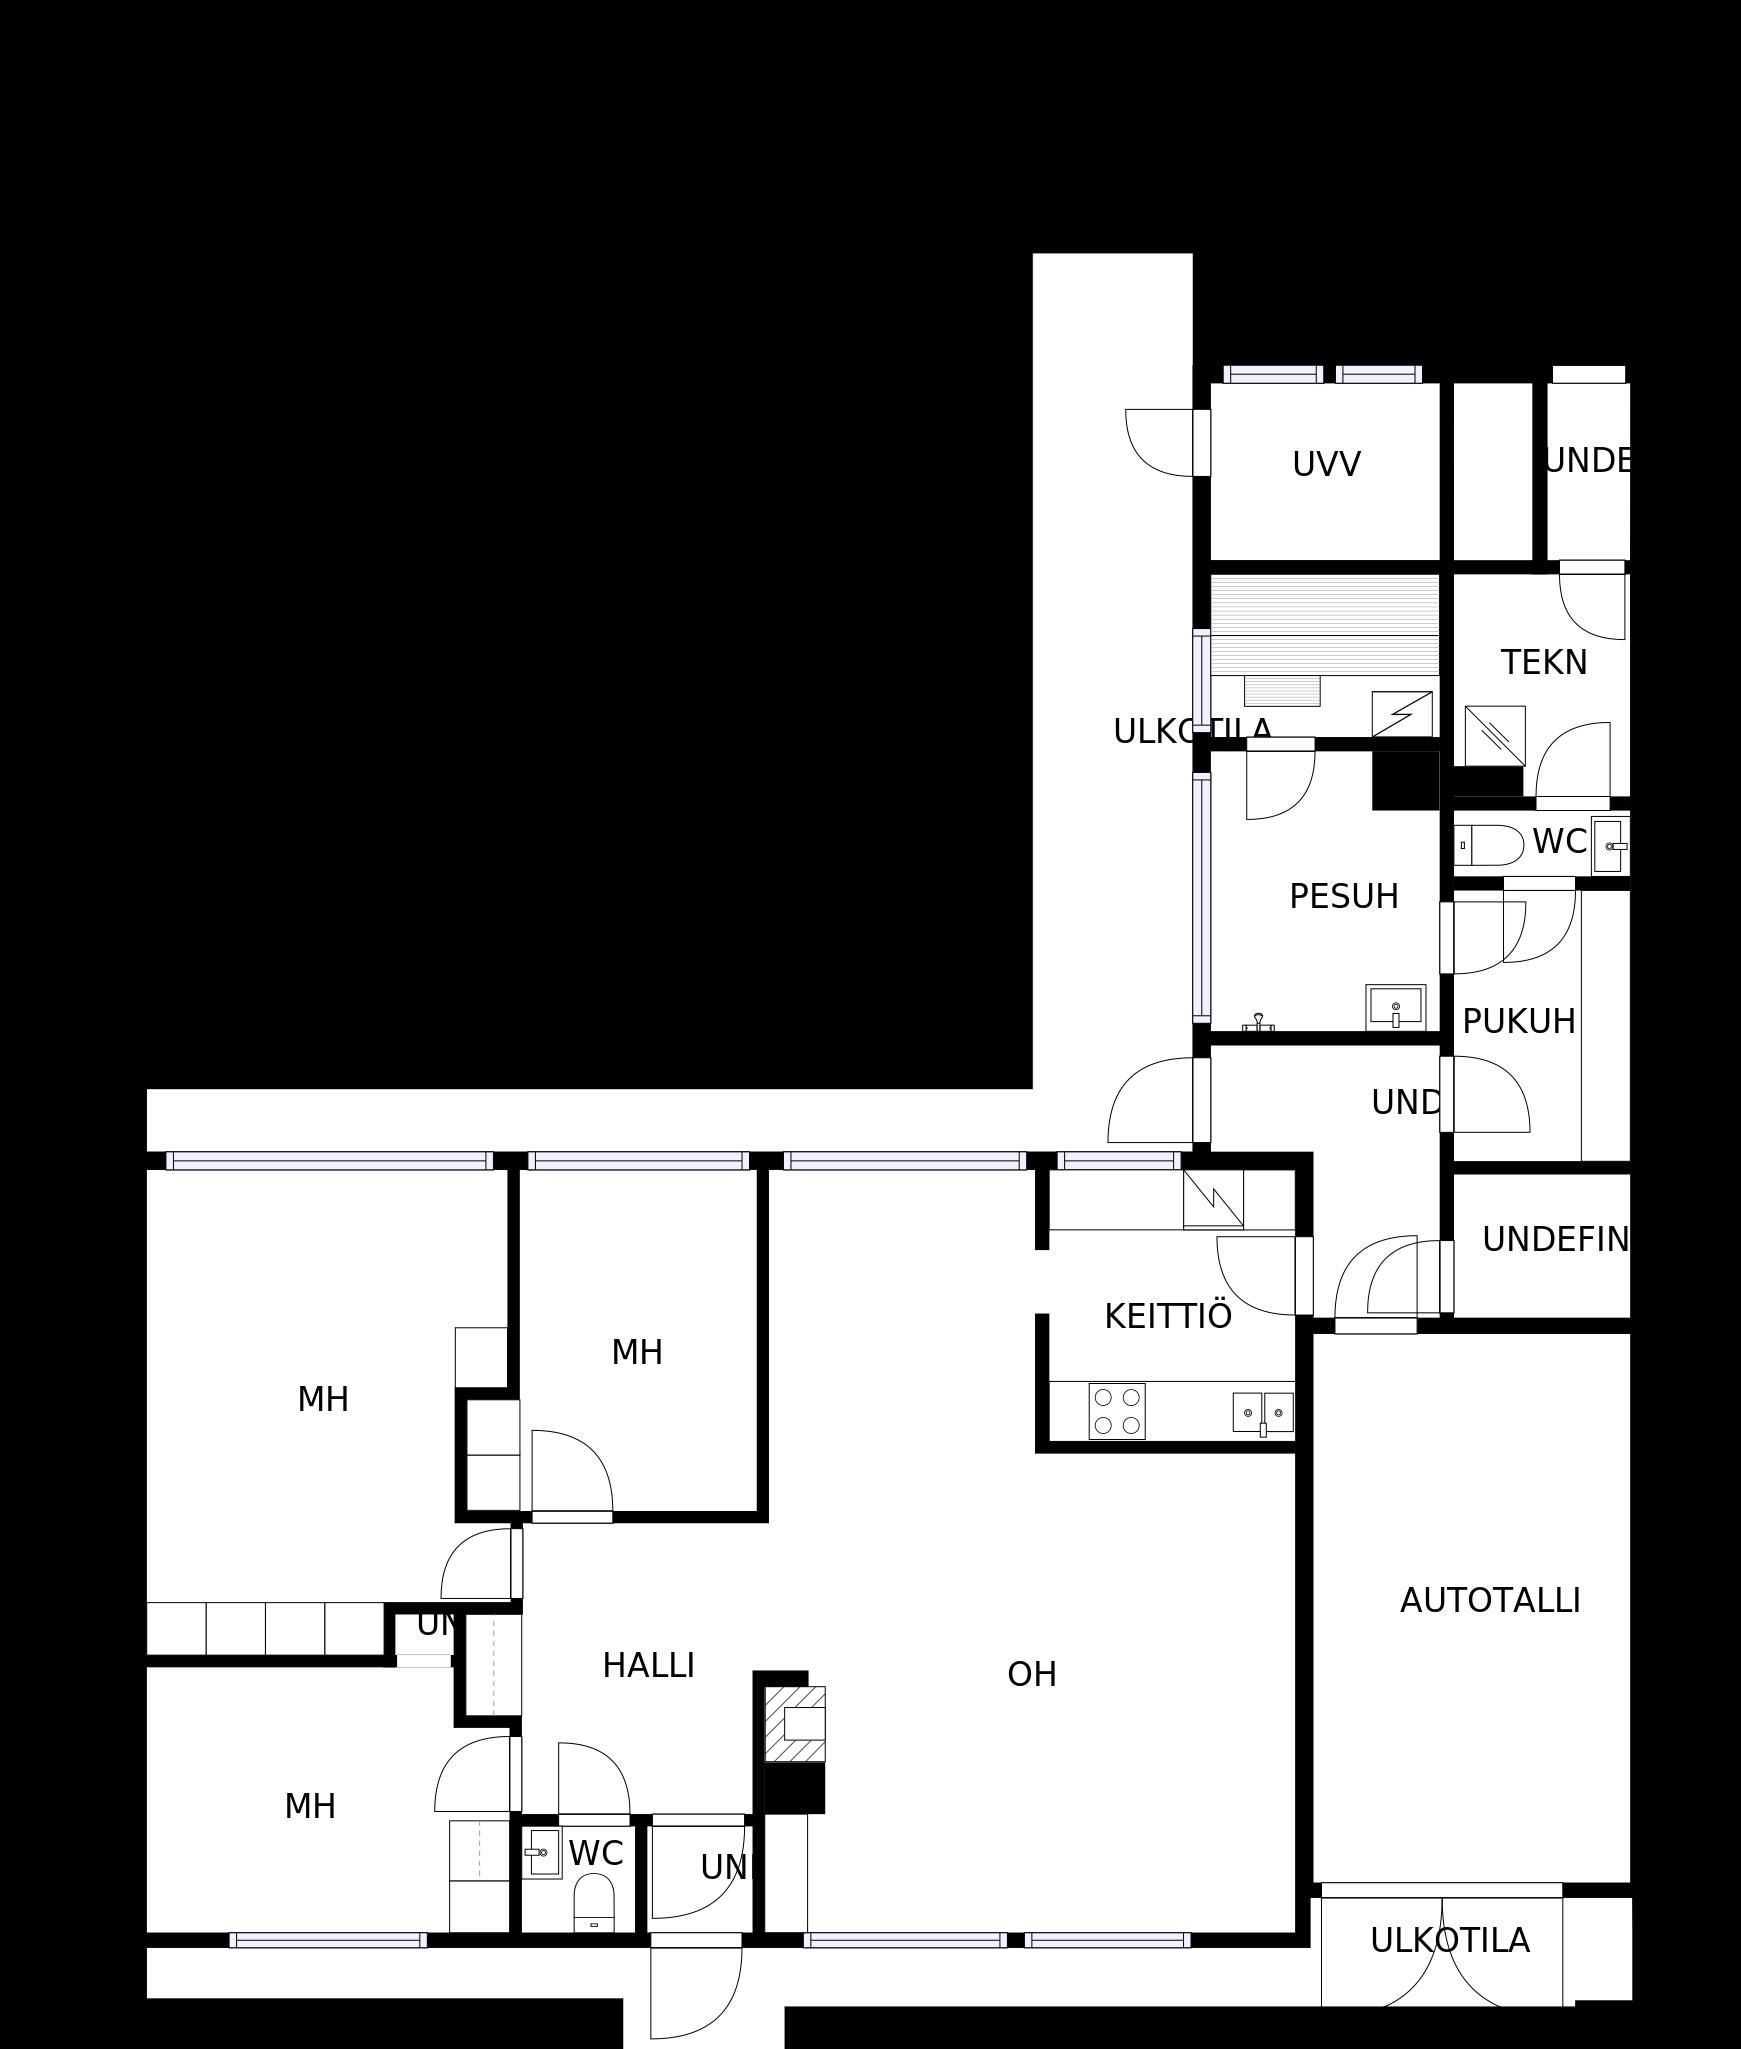 UVV
UNDE
TEKN
ULKOTILA
WC
PESUH
PUKUH
UND
UNDEFIN
KEITTIÖ
MH
MH
AUTOTALLI
UN
HALLI
OH
MH
WC
UN
ULKOTILA